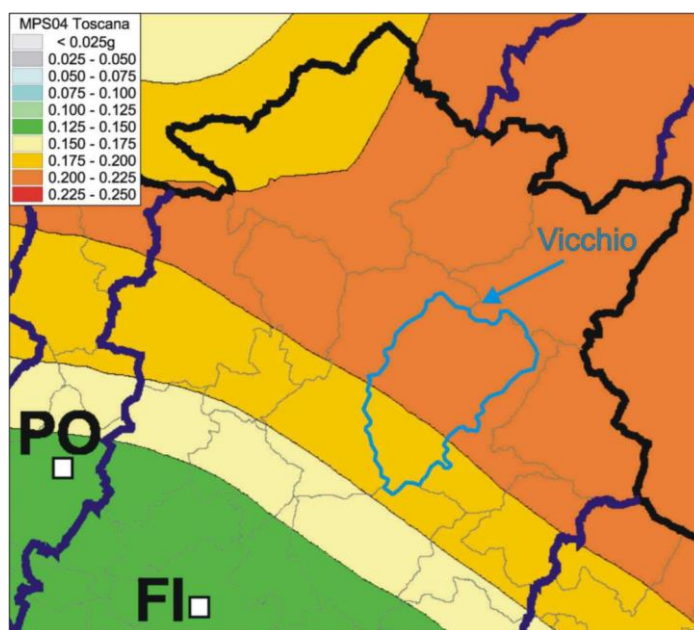 MPS04 Toscana
< 0.025g
0.025 - 0.050
0.050 - 0.075
0.075 - 0.100
0.100 - 0.125
0.125 - 0.150
0.150 - 0.175
0.175 - 0.200
0.200 - 0.225
0.225 - 0.250
Vicchio
PO
FI